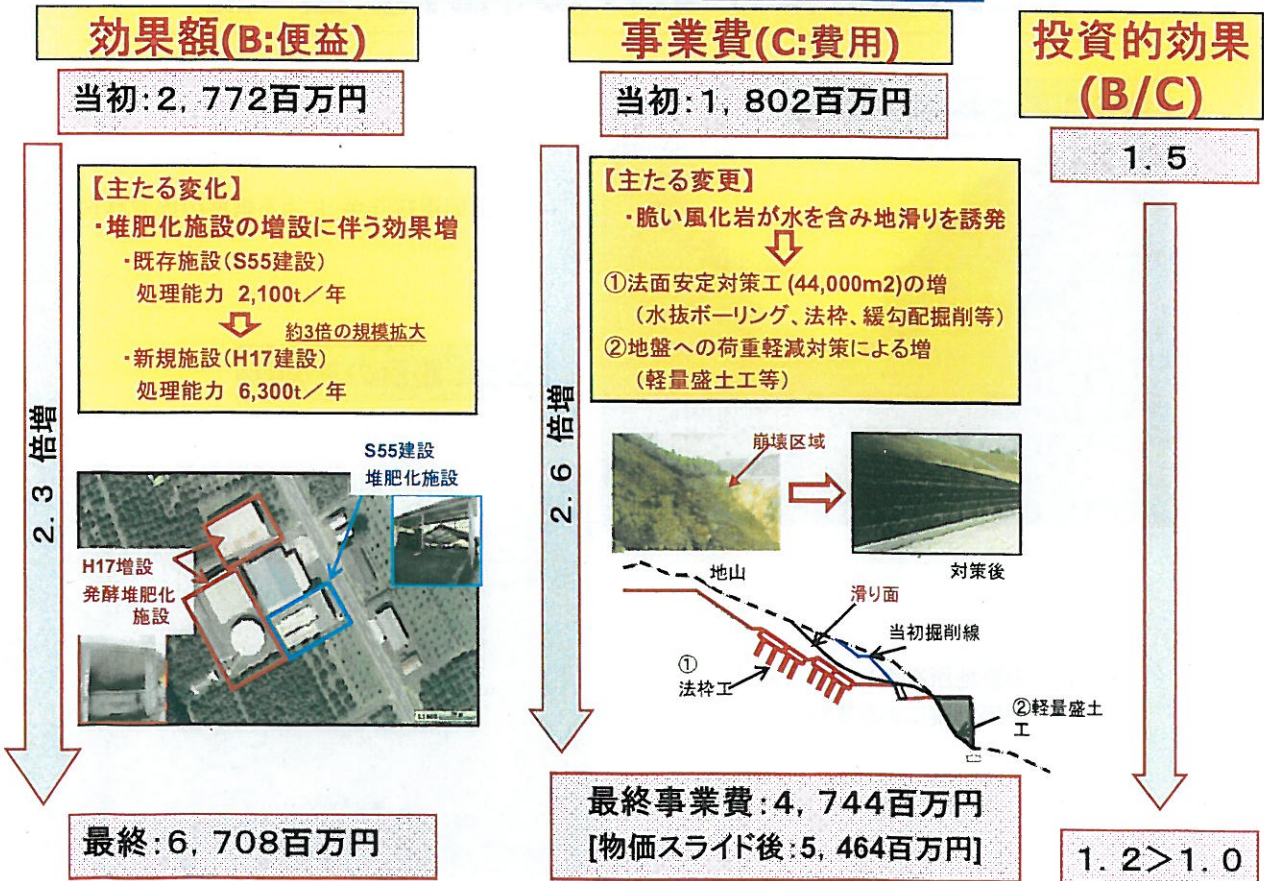 効果額(B:便益)
当初:2,772百万円
2.3倍増
【主たる変化】
・堆肥化施設の増設に伴う効果増
・既存施設(S55建設)
処理能力 2,100t/年
約3倍の規模拡大
・新規施設(H17建設)
処理能力 6,300t/年
S55建設
堆肥化施設
H17増設
発酵堆肥化
施設
最終:6,708百万円
事業費(C:費用)
当初:1,802百万円
2.6倍増
【主たる変更】
・脆い風化岩が水を含み地滑りを誘発
①法面安定対策工(44,000m2)の増
(水抜ボーリング、法枠、緩勾配掘削等)
②地盤への荷重軽減対策による増
(軽量盛土工等)
崩壊区域
対策後
地山
滑り面
当初掘削線
①
法枠工
②軽量盛土
工
最終事業費:4,744百万円
[物価スライド後:5,464百万円]
投資的効果
(B/C)
1.5
1.2>1.0